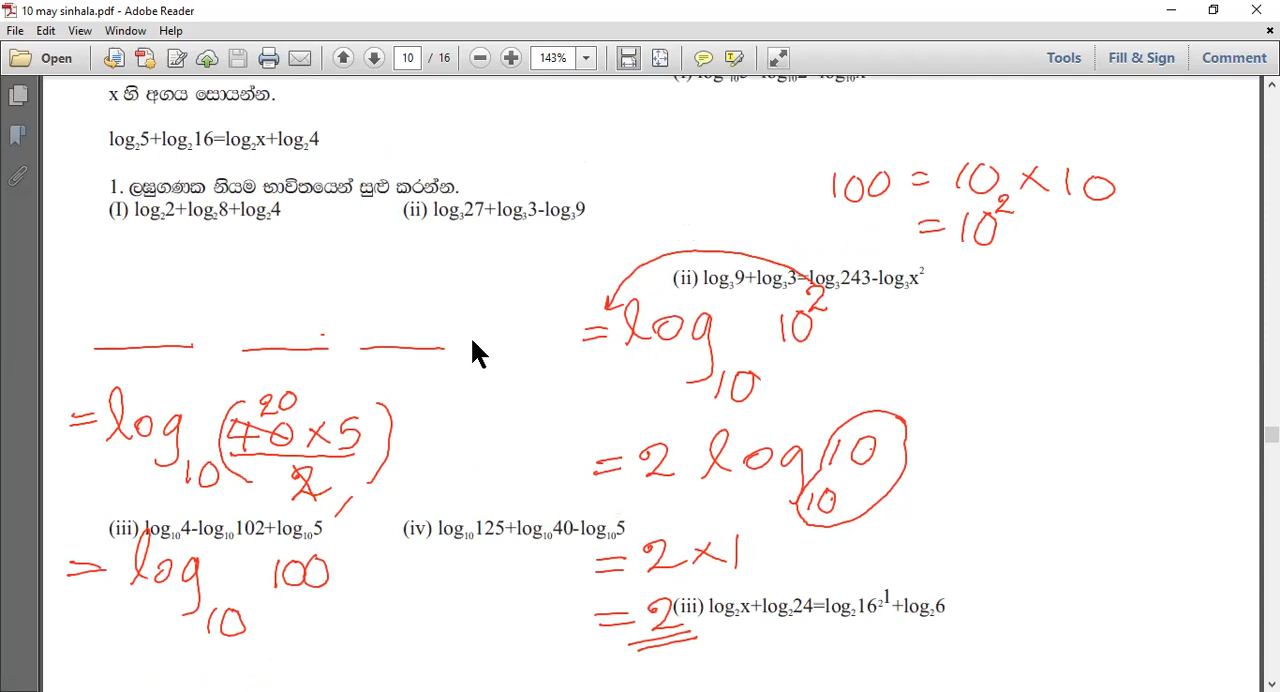 10 may sinhala.pdf - Adobe Reader
File Edit View Window Help
Open 10 / 16 143% Tools Fill & Sign Comment
x හි අගය සොයන්න.
log₂5+log₂16=log₂x+log₂4
1. ලඝුගණක නියම භාවිතයෙන් සුළු කරන්න.
(I) log₂2+log₂8+log₂4 (ii) log₃27+log₃3-log₃9
100 = 10 × 10
= 10²
(ii) log₃9+log₃3=log₃243-log₃x²
= log₁₀ 10²
= log₁₀ (40 × 5 / 2) 20
= 2 log₁₀ 10
(iii) log₁₀4-log₁₀102+log₁₀5 (iv) log₁₀125+log₁₀40-log₁₀5
= log₁₀ 100
= 2 × 1
= 2
(iii) log₂x+log₂24=log₂16 2 1+log₂6